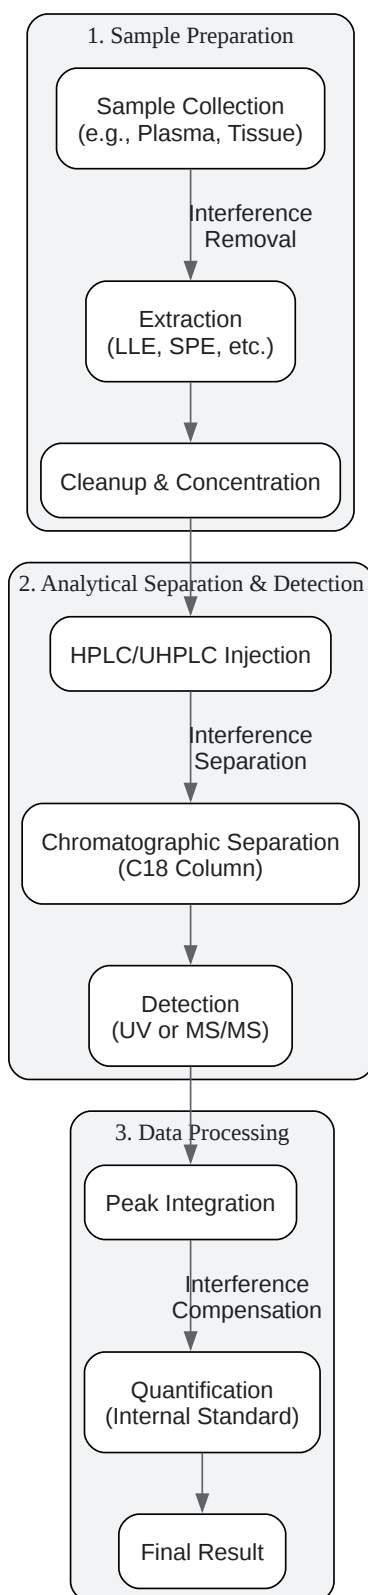 1. Sample Preparation
Sample Collection
(e.g., Plasma, Tissue)
Interference
Removal
Extraction
(LLE, SPE, etc.)
Cleanup & Concentration
2. Analytical Separation & Detection
HPLC/UHPLC Injection
Interference
Separation
Chromatographic Separation
(C18 Column)
Detection
(UV or MS/MS)
3. Data Processing
Peak Integration
Interference
Compensation
Quantification
(Internal Standard)
Final Result